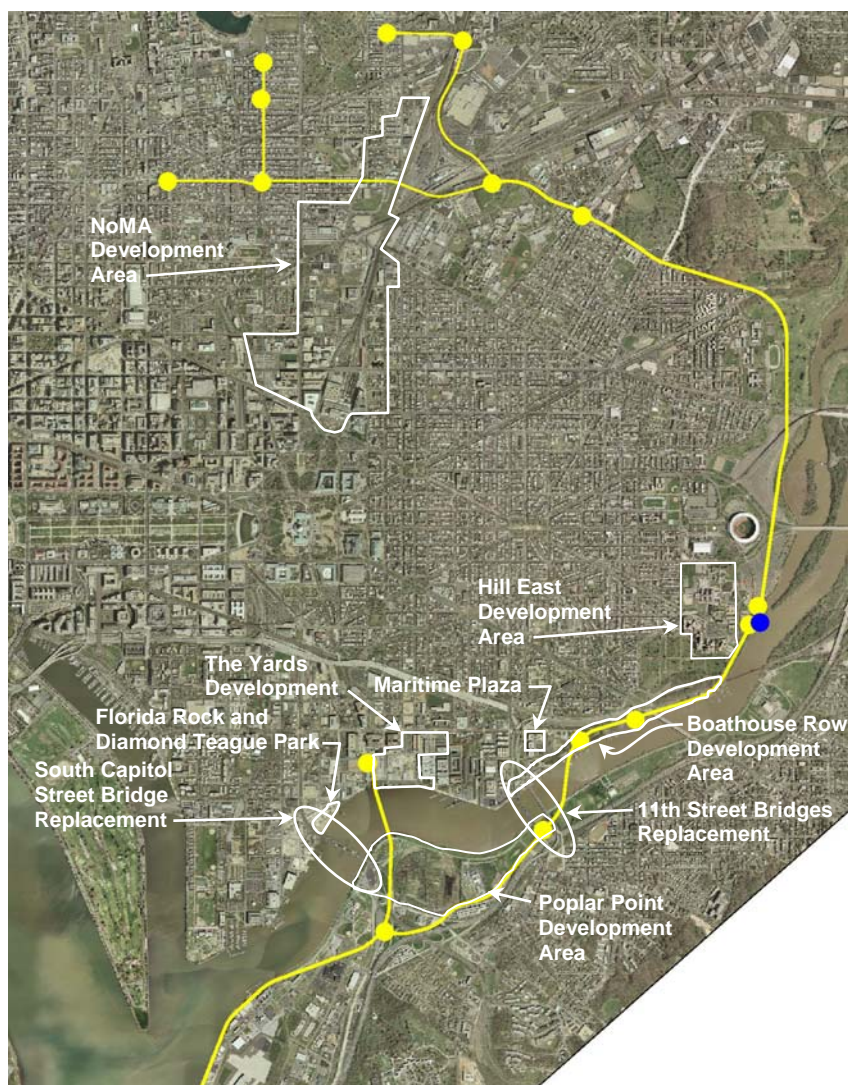 NoMA
Development
Area
Hill East
Development
Area
The Yards
Development
Maritime Plaza
Florida Rock and
Diamond Teague Park
Boathouse Row
Development
Area
South Capitol
Street Bridge
Replacement
11th Street Bridges
Replacement
Poplar Point
Development
Area